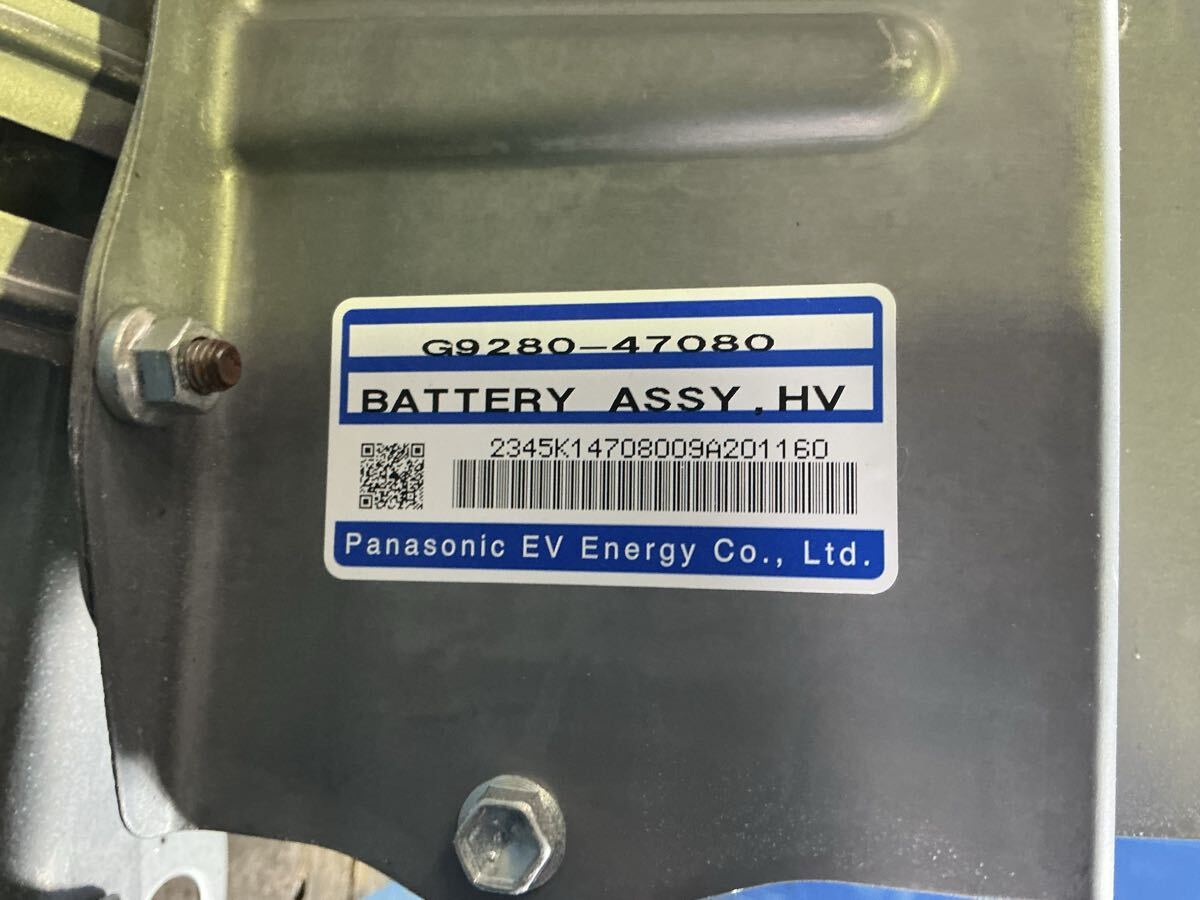 G9280-47080
BATTERY ASSY,HV
2345K14708009A201160
Panasonic EV Energy Co., Ltd.